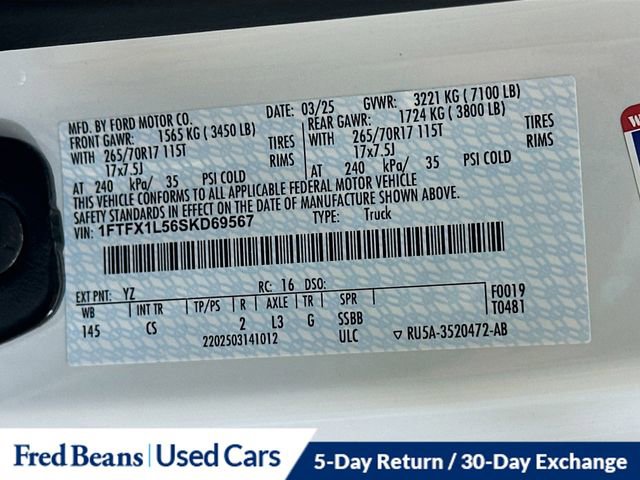 MFD. BY FORD MOTOR CO.
DATE: 03/25 GVWR: 3221 KG ( 7100 LB)
FRONT GAWR: 1565 KG ( 3450 LB) REAR GAWR: 1724 KG ( 3800 LB)
WITH 265/70R17 115T TIRES WITH 265/70R17 115T TIRES
17x7.5J RIMS 17x7.5J RIMS
AT 240 kPa/ 35 PSI COLD AT 240 kPa/ 35 PSI COLD
THIS VEHICLE CONFORMS TO ALL APPLICABLE FEDERAL MOTOR VEHICLE
SAFETY STANDARDS IN EFFECT ON THE DATE OF MANUFACTURE SHOWN ABOVE.
1FTFX1L56SKD69567 TYPE: Truck
EXT PNT: YZ RC: 16 DSO:
WB INT TR TP/PS R AXLE TR SPR F0019
145 CS 2 L3 G SSBB T0481
2202503141012 ULC ▽ RU5A-3520472-AB
Fred Beans | Used Cars
5-Day Return / 30-Day Exchange